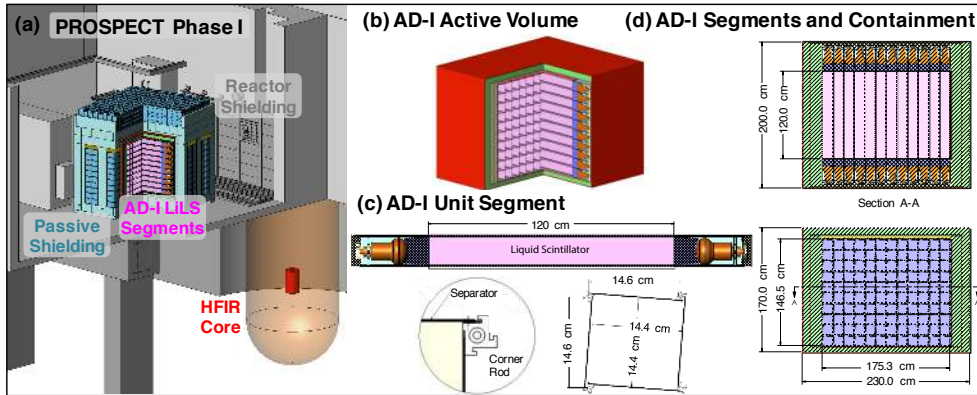 (a) PROSPECT Phase I
Reactor
Shielding
Passive
Shielding
AD-I LiLS
Segments
HFIR
Core
(b) AD-I Active Volume
(c) AD-I Unit Segment
120 cm
Liquid Scintillator
Separator
Corner
Rod
14.6 cm
14.6 cm
14.4 cm
14.4 cm
(d) AD-I Segments and Containment
200.0 cm
120.0 cm
Section A-A
170.0 cm
146.5 cm
A
175.3 cm
230.0 cm